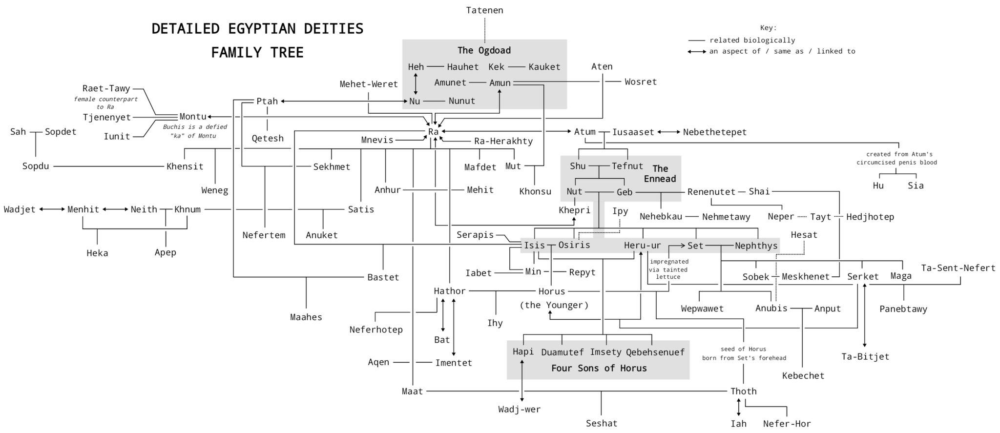 Tatenen
DETAILED EGYPTIAN DEITIES
FAMILY TREE
Key:
related biologically
an aspect of / same as / linked to
The Ogdoad
Heh Hauhet Kek Kauket
Aten
Amunet Amun
Wosret
Mehet-Weret
Raet-Tawy
female counterpart
to Ra
Ptah
Nu Nunut
Tjenenyet
Montu
Buchis is a defied
"ka" of Montu
Iunit
Sah Sopdet
Qetesh
Ra
Atum Iusaaset Nebethetepet
Mnevis
Ra-Herakhty
created from Atum's
circumcised penis blood
Sopdu
Khensit
Sekhmet
Mafdet Mut
Shu Tefnut
The
Ennead
Hu Sia
Weneg
Anhur Mehit
Khonsu
Nut Geb
Renenutet Shai
Wadjet Menhit Neith Khnum
Satis
Khepri
Ipy
Nehebkau Nehmetawy
Neper Tayt Hedjhotep
Nefertem
Anuket
Serapis
Hesat
Isis Osiris Heru-ur Set Nephthys
Heka
Apep
impregnated
via tainted
lettuce
Iabet Min Repyt
Bastet
Sobek Meskhenet Serket Maga
Ta-Sent-Nefert
Hathor
Horus
(the Younger)
Wepwawet Anubis Anput
Panebtawy
Maahes
Ihy
Neferhotep
Bat
Hapi Duamutef Imsety Qebehsenuef
Four Sons of Horus
seed of Horus
born from Set's forehead
Ta-Bitjet
Aqen Imentet
Kebechet
Maat
Thoth
Wadj-wer
Seshat
Iah Nefer-Hor